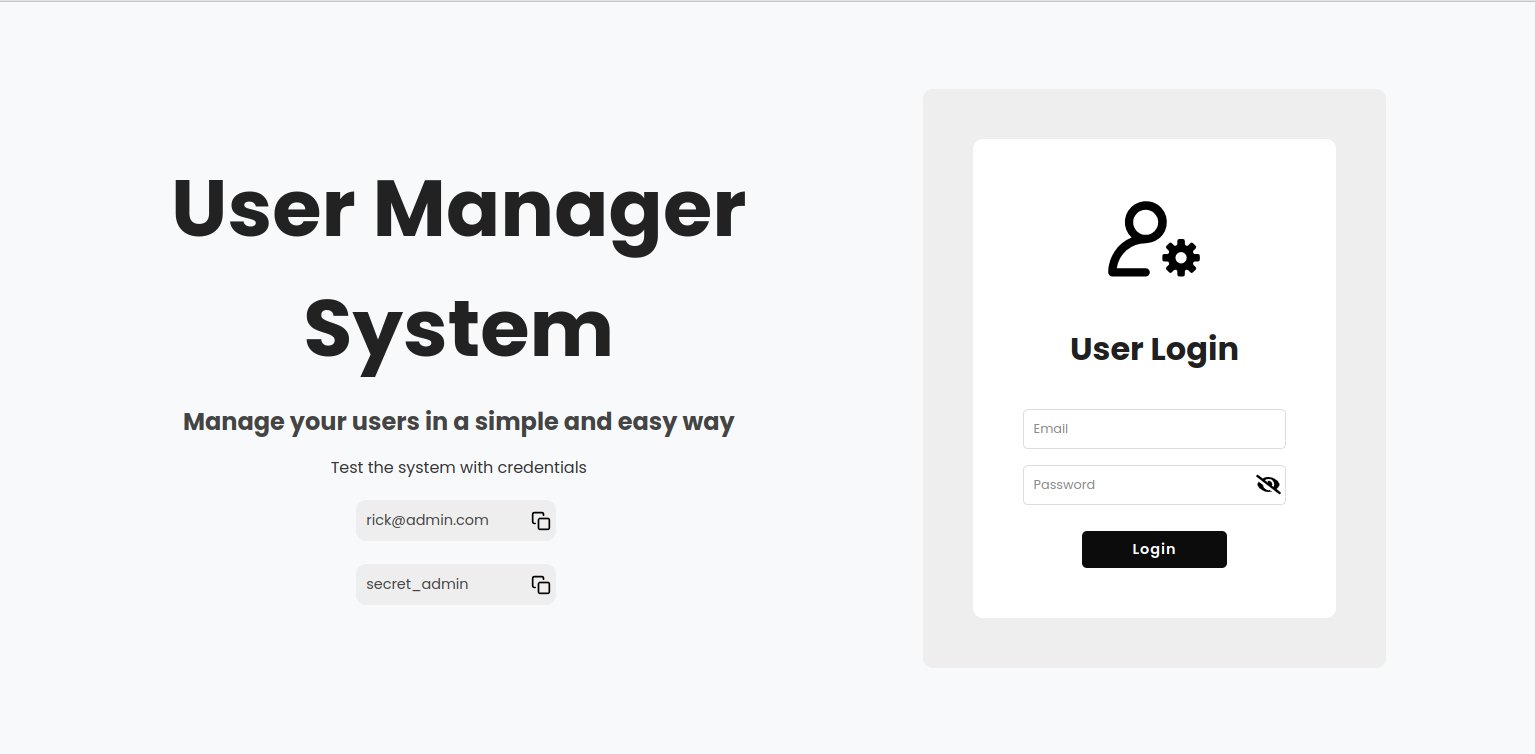 User Manager
System
Manage your users in a simple and easy way
Test the system with credentials
rick@admin.com
secret_admin
User Login
Email
Password
Login